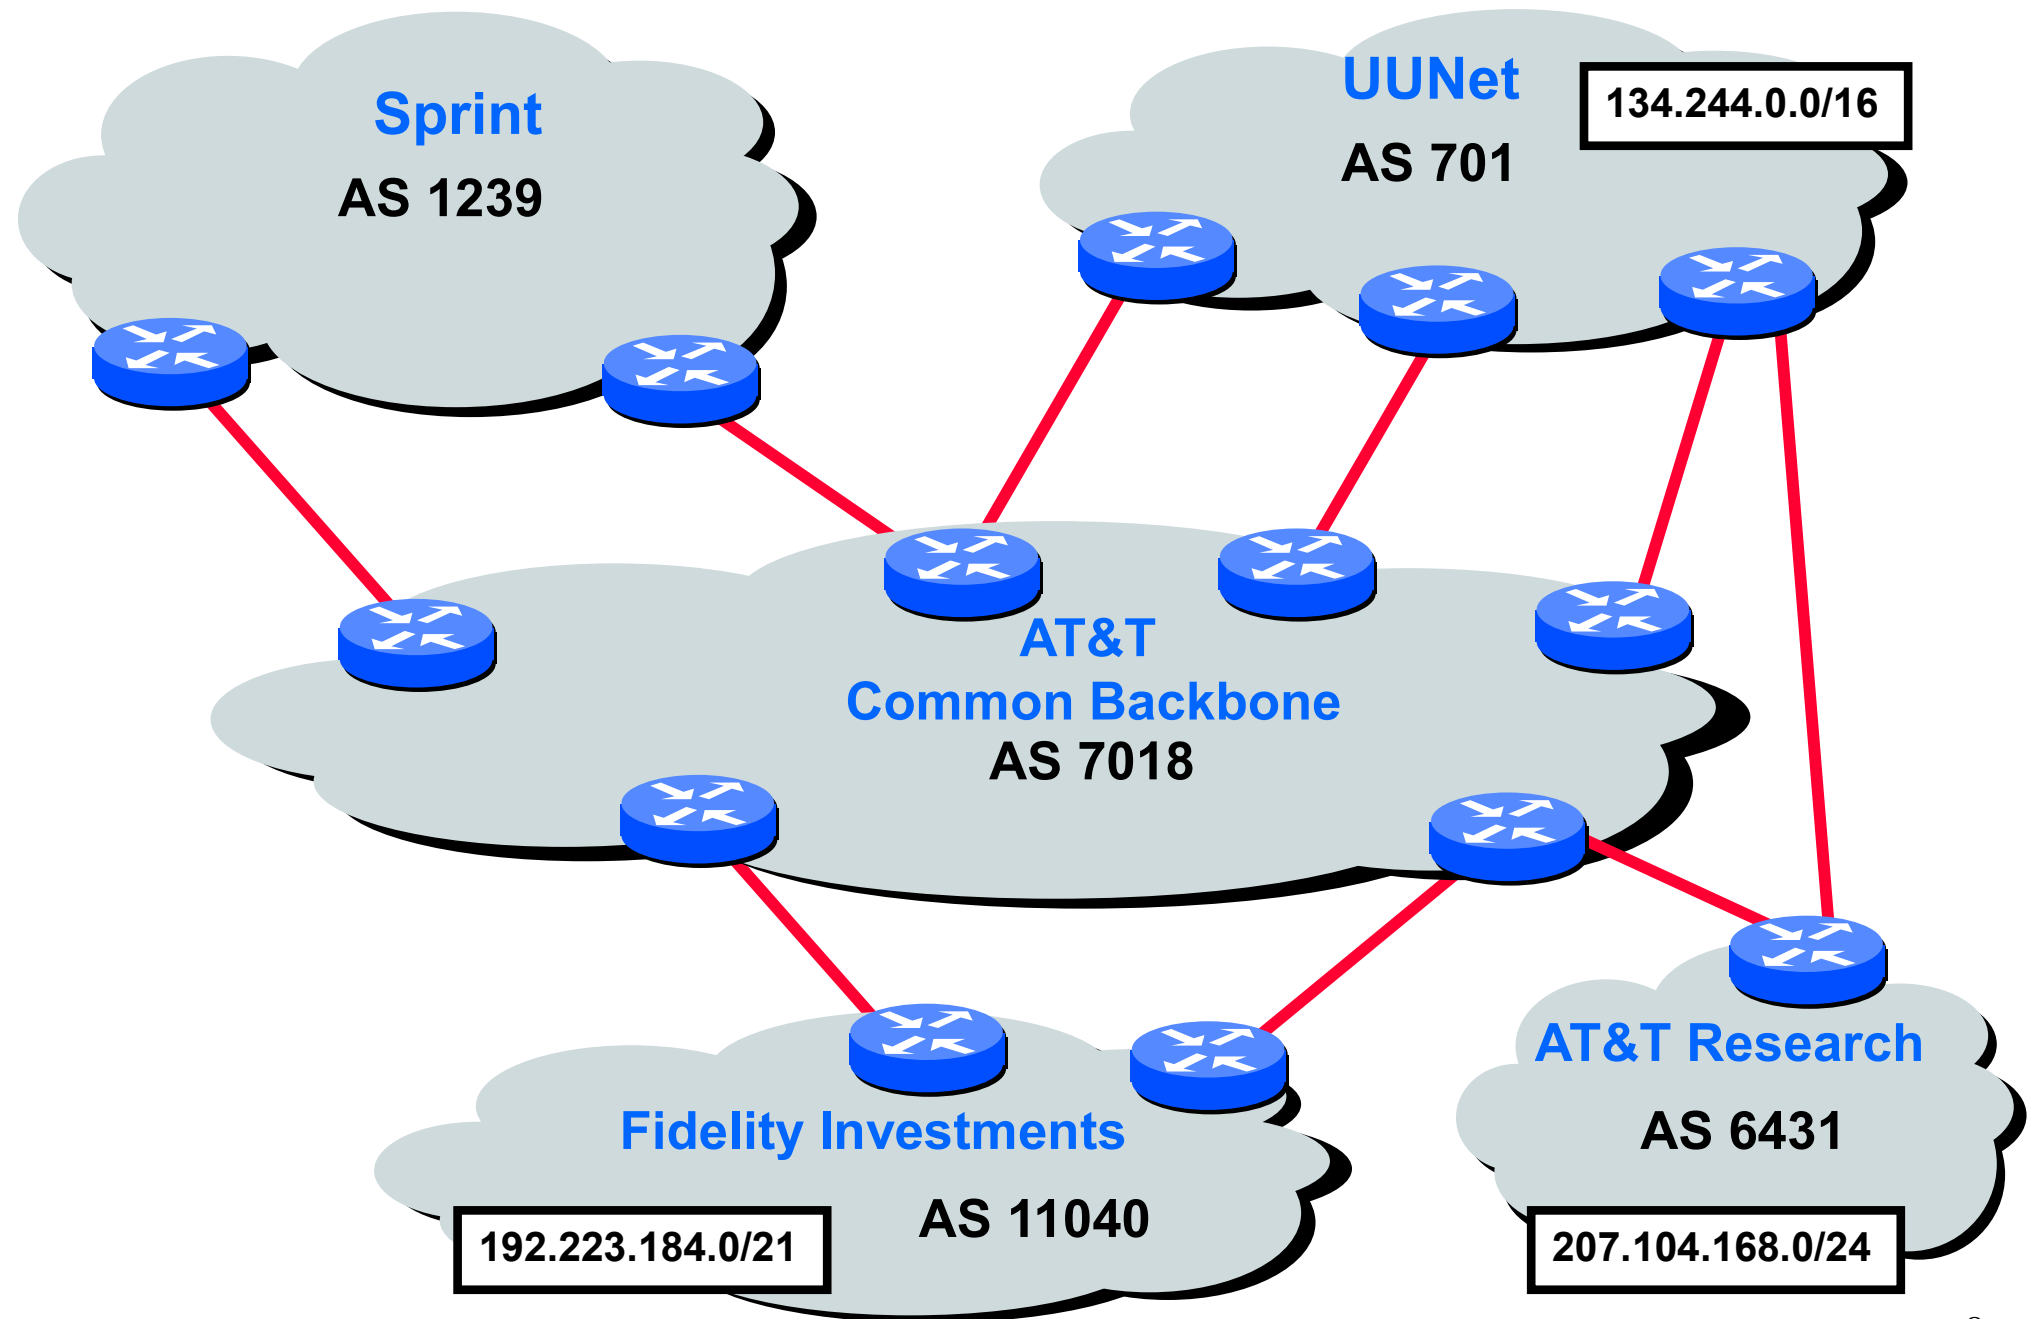 Sprint
AS 1239
UUNet
134.244.0.0/16
AS 701
AT&T
Common Backbone
AS 7018
Fidelity Investments
AS 11040
192.223.184.0/21
AT&T Research
AS 6431
207.104.168.0/24